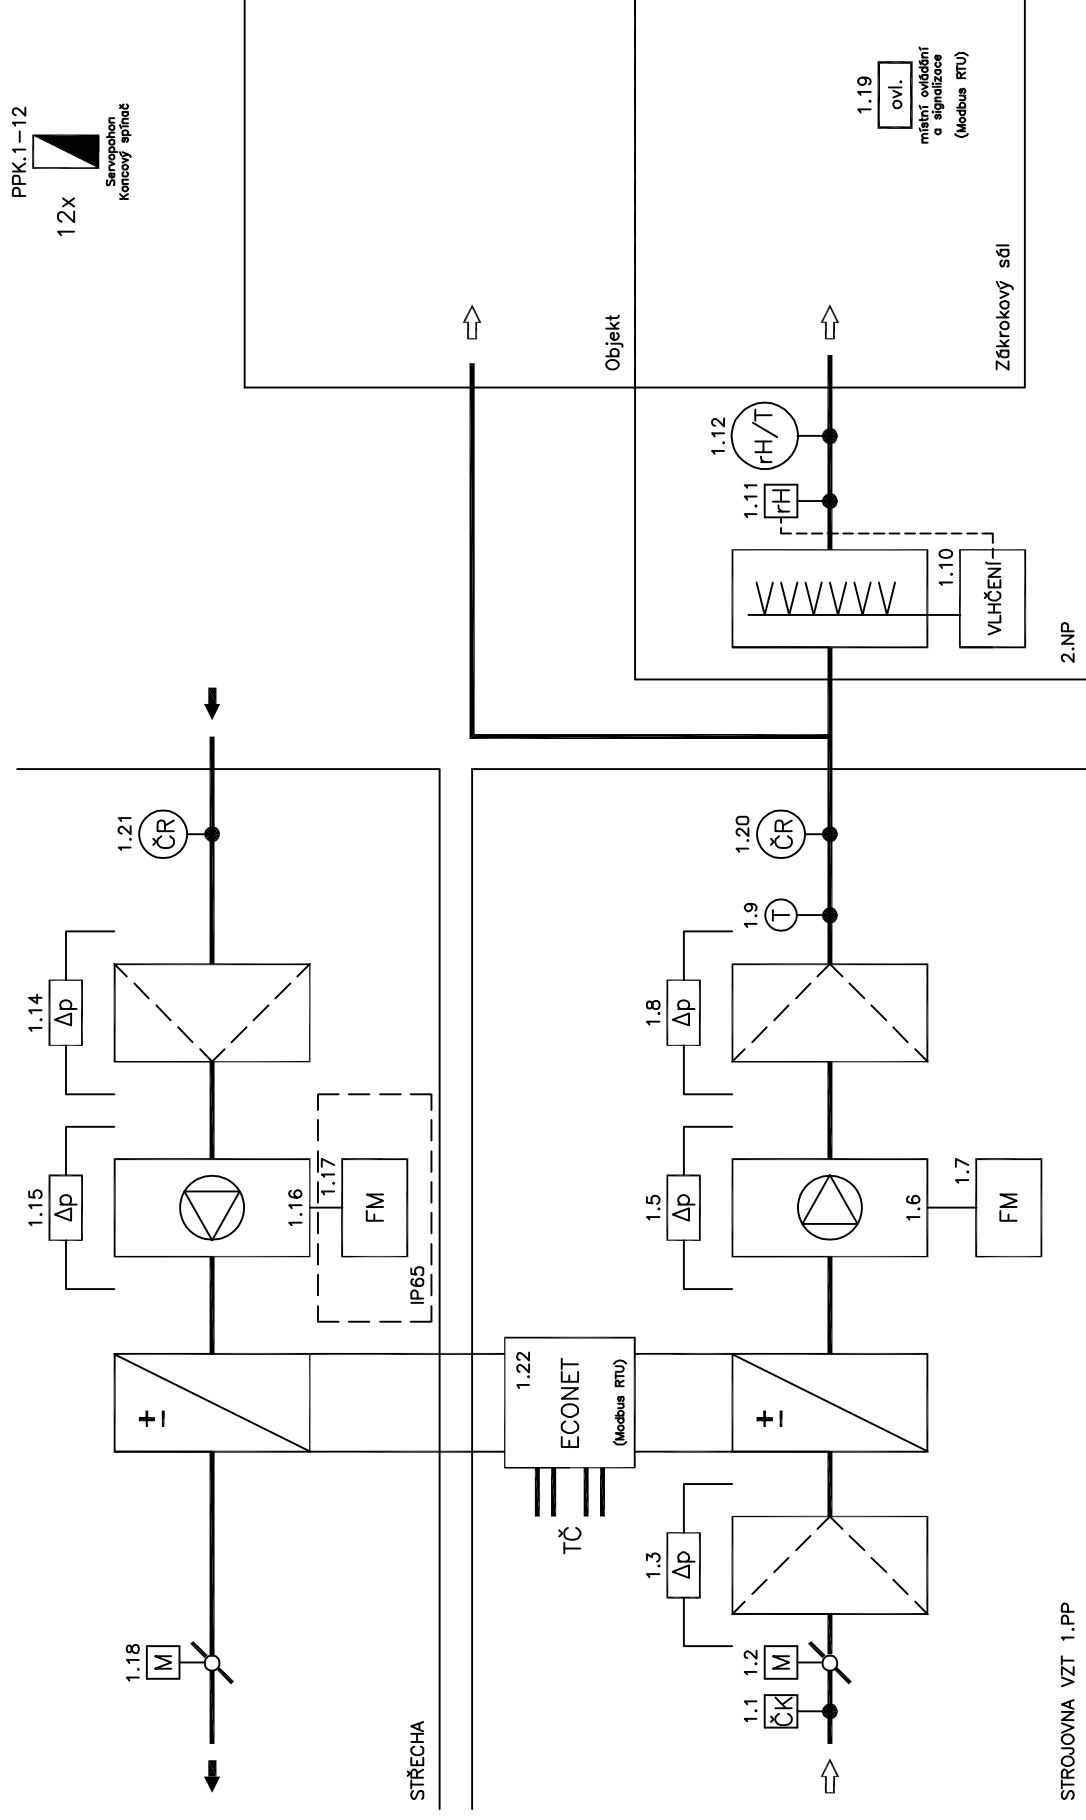 STŘECHA
1.18
M
±
1.15
Δp
1.16
1.17
FM
IP65
1.14
Δp
1.21
ČR
PPK.1–12
12x
Servopohon
Koncový spínač
TČ
1.22
ECONET
(Modbus RTU)
Objekt
STROJOVNA VZT 1.PP
1.1
ČK
1.2
M
1.3
Δp
±
1.5
Δp
1.6
1.7
FM
1.8
Δp
1.9
T
1.20
ČR
2.NP
1.10
VLHČENÍ
1.11
rH
1.12
rH/T
Zákrokový sál
1.19
ovl.
místní ovládání
a signalizace
(Modbus RTU)